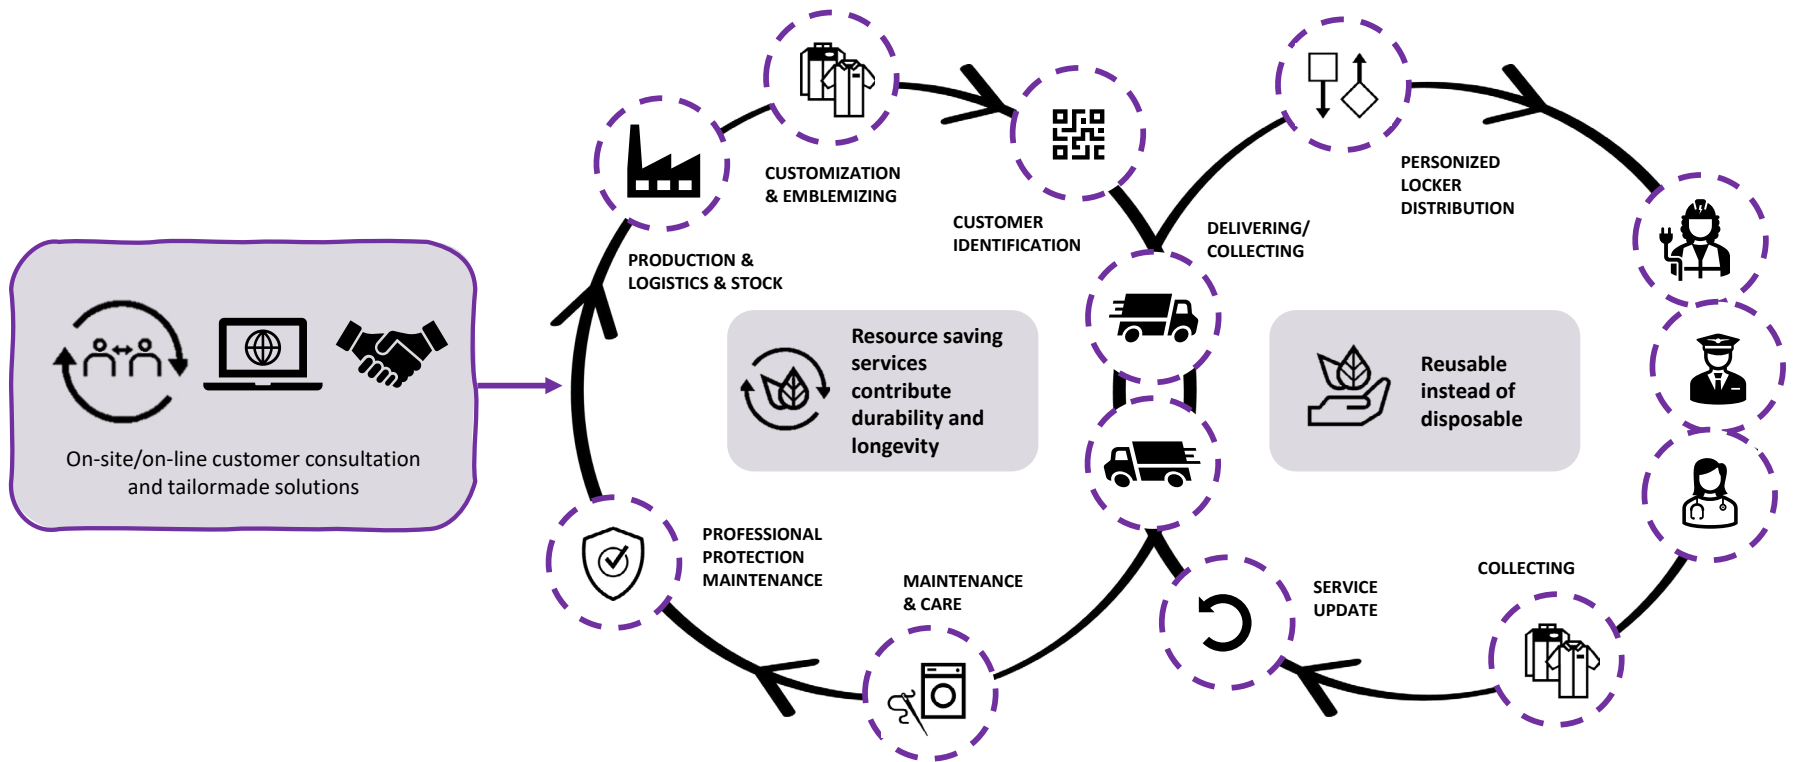 On-site/on-line customer consultation
and tailormade solutions
PRODUCTION &
LOGISTICS & STOCK
CUSTOMIZATION
& EMBLEMIZING
CUSTOMER
IDENTIFICATION
DELIVERING/
COLLECTING
PERSONIZED
LOCKER
DISTRIBUTION
Resource saving
services
contribute
durability and
longevity
Reusable
instead of
disposable
PROFESSIONAL
PROTECTION
MAINTENANCE
MAINTENANCE
& CARE
SERVICE
UPDATE
COLLECTING